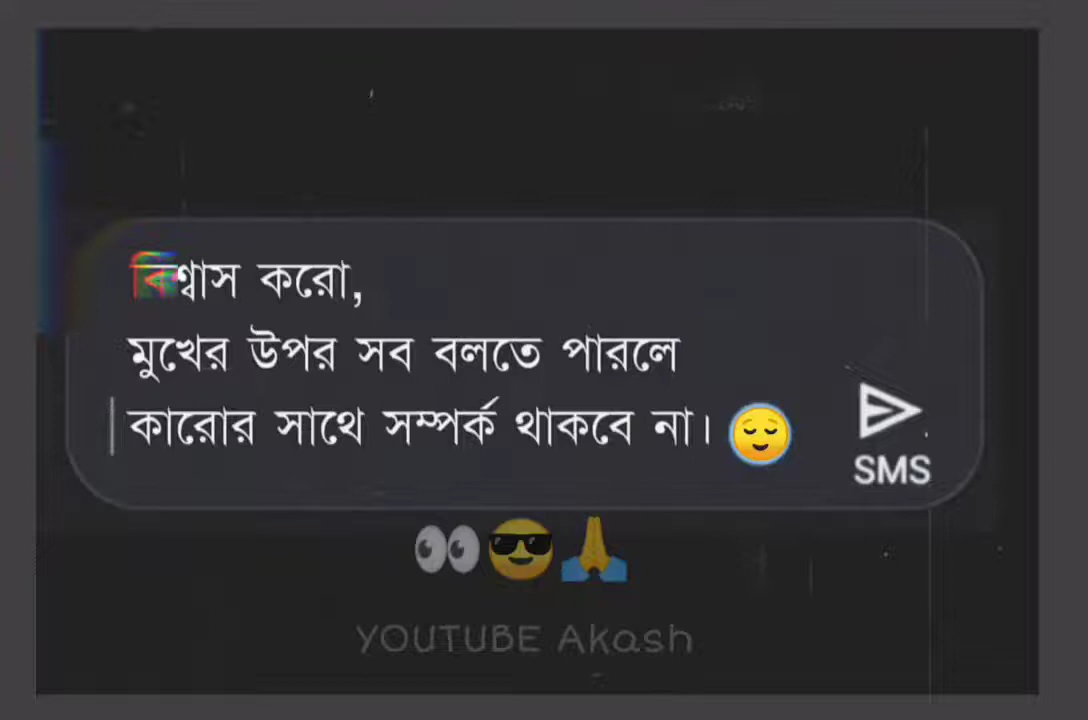 বিশ্বাস করো,
মুখের উপর সব বলতে পারলে
কারোর সাথে সম্পর্ক থাকবে না। 😌
SMS
👀😎🙏
YOUTUBE Akash